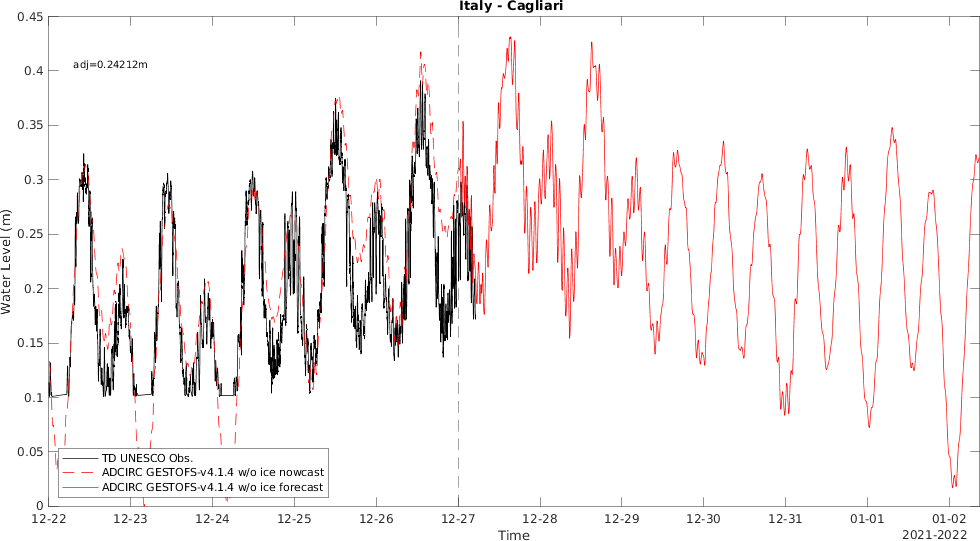 Italy - Cagliari
adj=0.24212m
0.45
0.4
0.35
0.3
0.25
0.2
0.15
0.1
0.05
0
Water Level (m)
TD UNESCO Obs.
ADCIRC GESTOFS-v4.1.4 w/o ice nowcast
ADCIRC GESTOFS-v4.1.4 w/o ice forecast
12-22 12-23 12-24 12-25 12-26 12-27 12-28 12-29 12-30 12-31 01-01 01-02
Time
2021-2022